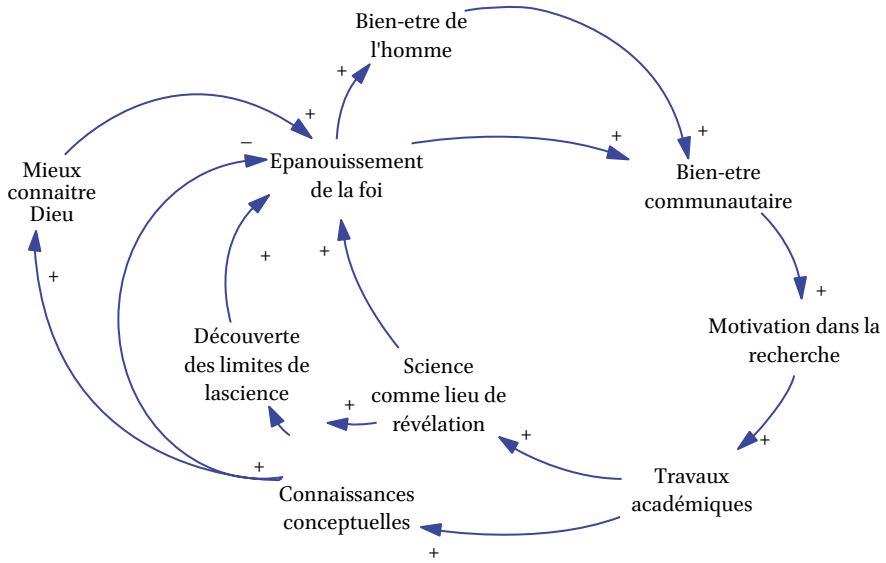 Bien-etre de
l'homme
+
+
+
–
+
Mieux
connaitre
Dieu
Epanouissement
de la foi
Bien-etre
communautaire
+
+
+
+
Découverte
des limites de
lascience
Science
comme lieu de
révélation
Motivation dans la
recherche
+
+
+
+
Connaissances
conceptuelles
Travaux
académiques
+